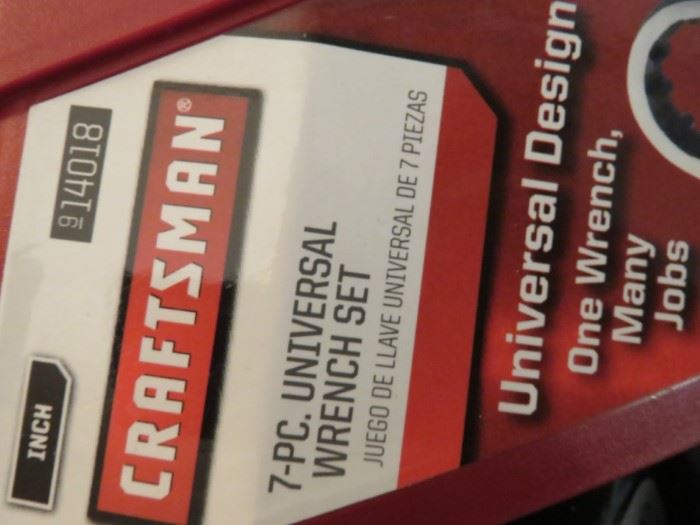 INCH
9 14018
CRAFTSMAN®
7-PC. UNIVERSAL
WRENCH SET
JUEGO DE LLAVE UNIVERSAL DE 7 PIEZAS
Universal Design
One Wrench,
Many
Jobs